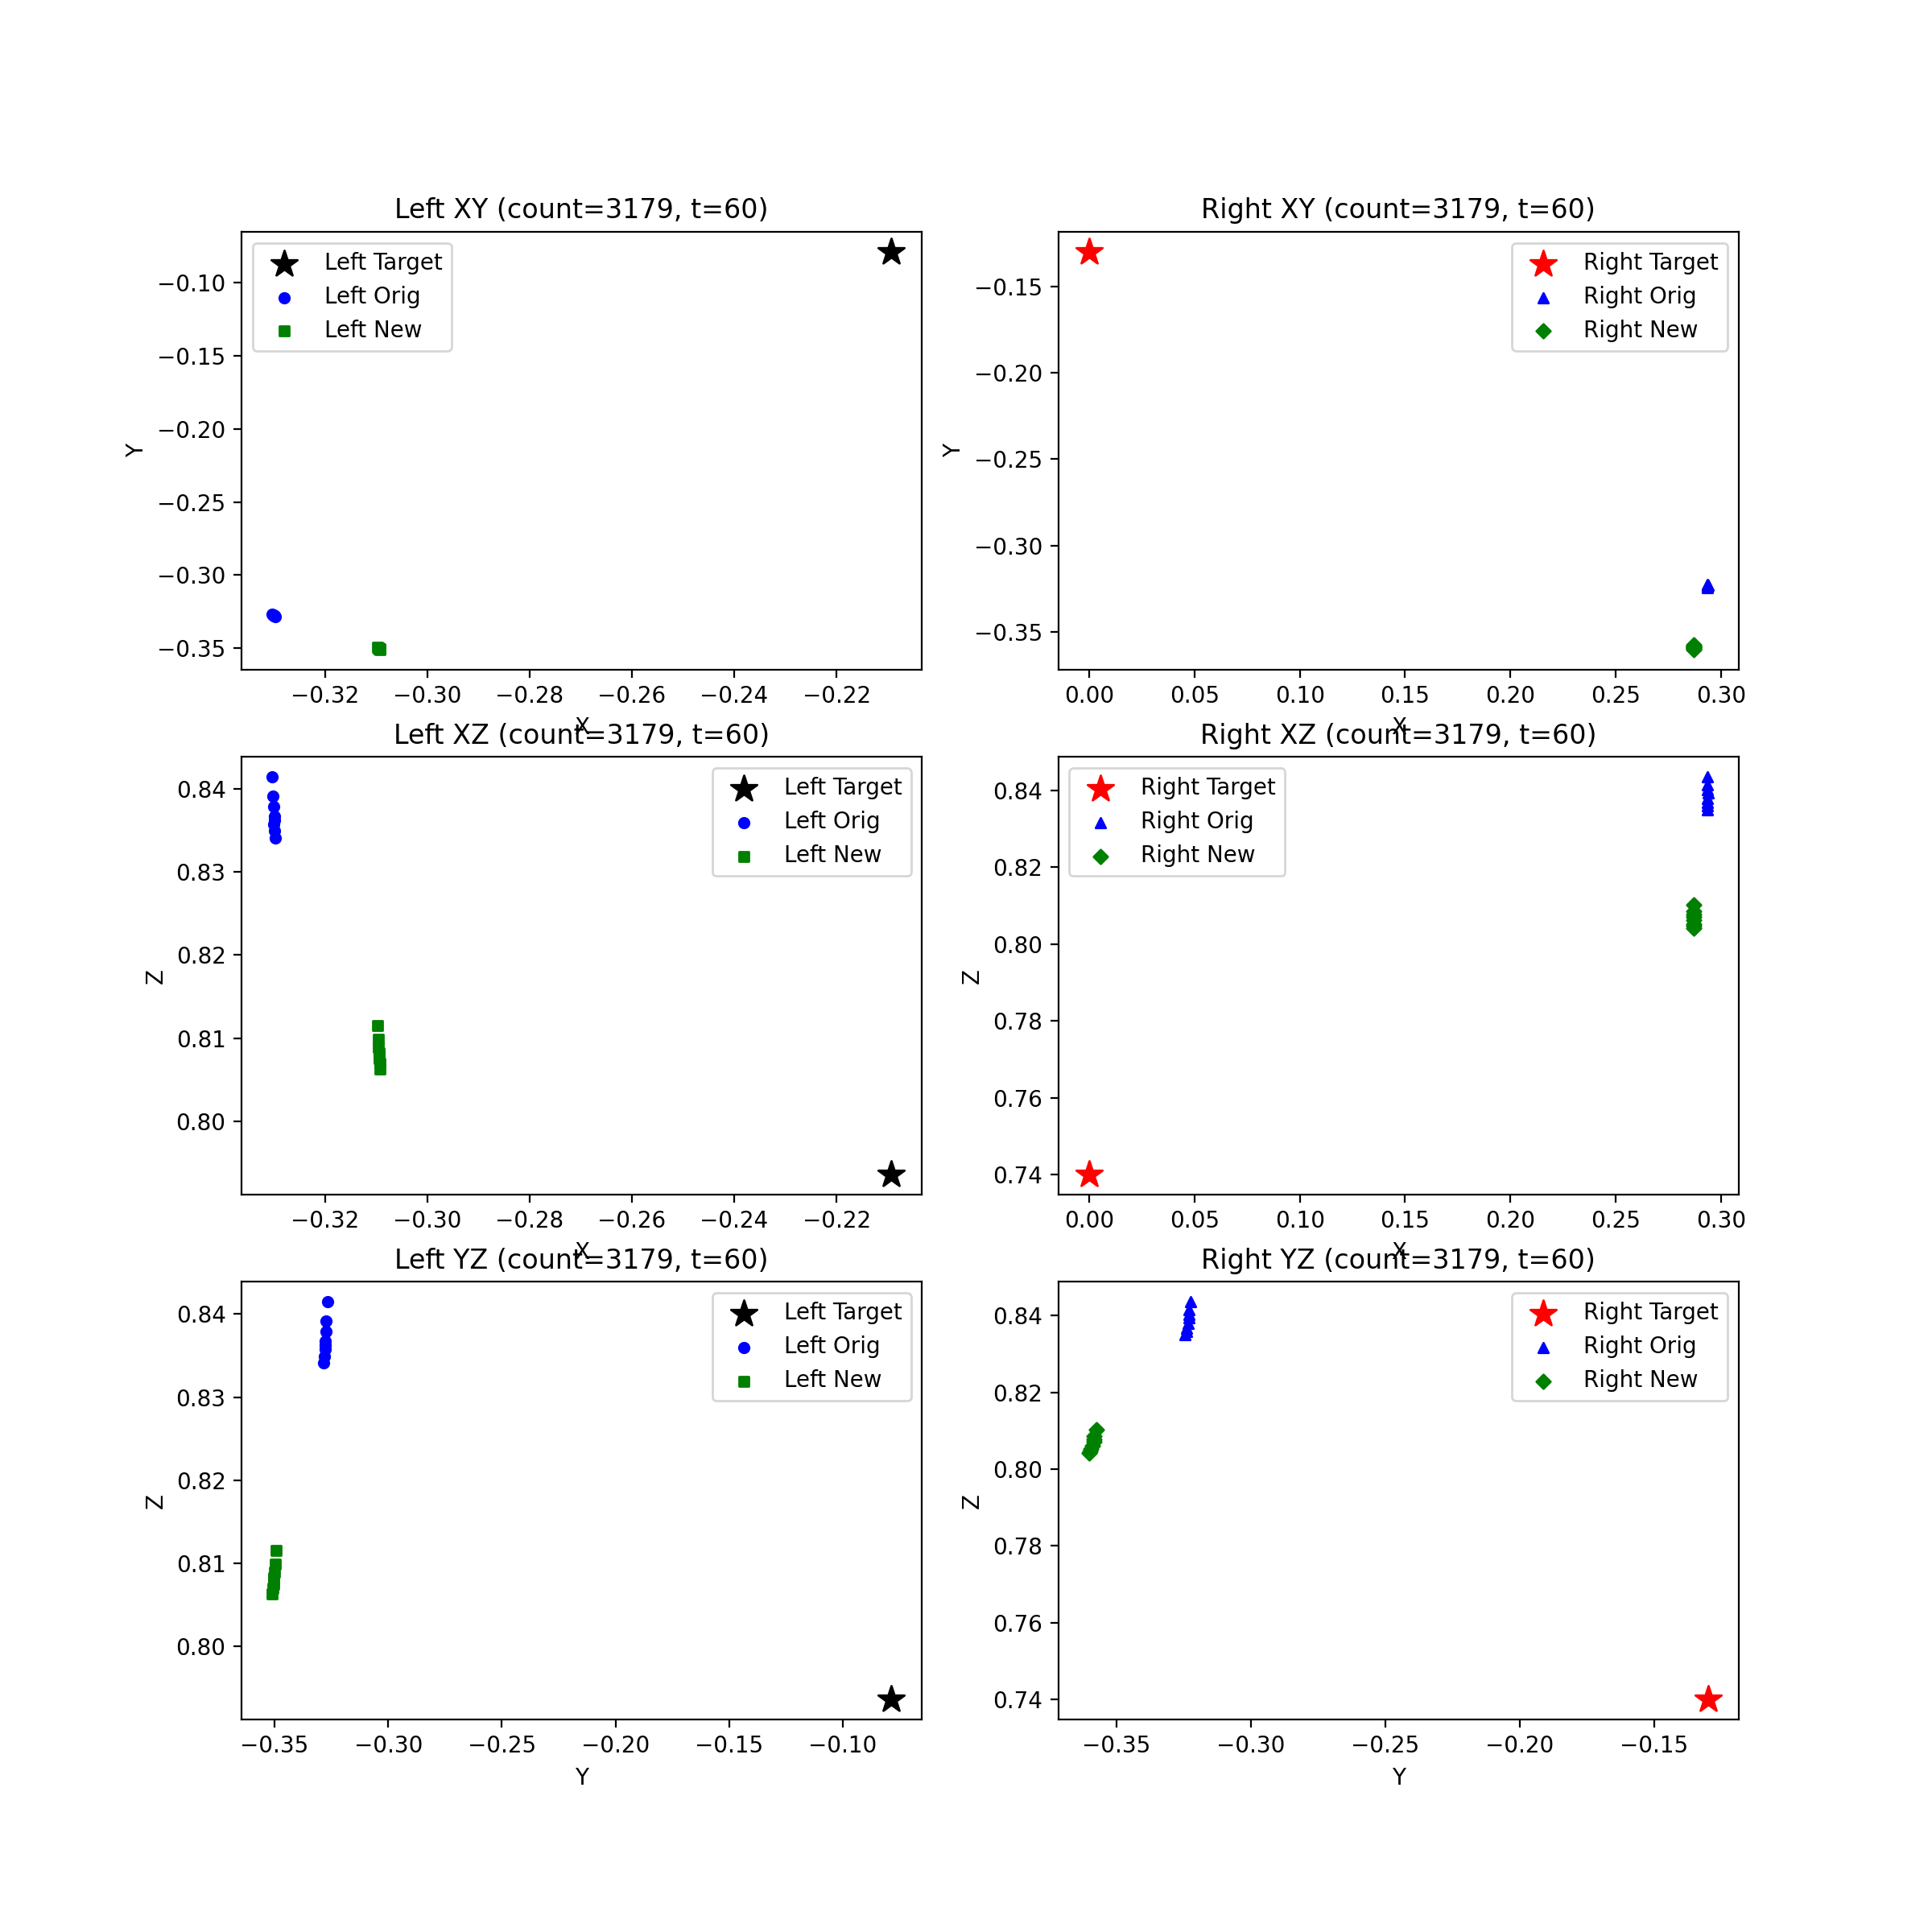 Left XY (count=3179, t=60)
Left Target
Left Orig
Left New
Y
−0.10
−0.15
−0.20
−0.25
−0.30
−0.35
−0.32
−0.30
−0.28
−0.26
−0.24
−0.22
X
Right XY (count=3179, t=60)
Right Target
Right Orig
Right New
Y
−0.15
−0.20
−0.25
−0.30
−0.35
0.00
0.05
0.10
0.15
0.20
0.25
0.30
X
Left XZ (count=3179, t=60)
Left Target
Left Orig
Left New
Z
0.84
0.83
0.82
0.81
0.80
−0.32
−0.30
−0.28
−0.26
−0.24
−0.22
X
Right XZ (count=3179, t=60)
Right Target
Right Orig
Right New
Z
0.84
0.82
0.80
0.78
0.76
0.74
0.00
0.05
0.10
0.15
0.20
0.25
0.30
X
Left YZ (count=3179, t=60)
Left Target
Left Orig
Left New
Z
0.84
0.83
0.82
0.81
0.80
−0.35
−0.30
−0.25
−0.20
−0.15
−0.10
Y
Right YZ (count=3179, t=60)
Right Target
Right Orig
Right New
Z
0.84
0.82
0.80
0.78
0.76
0.74
−0.35
−0.30
−0.25
−0.20
−0.15
Y